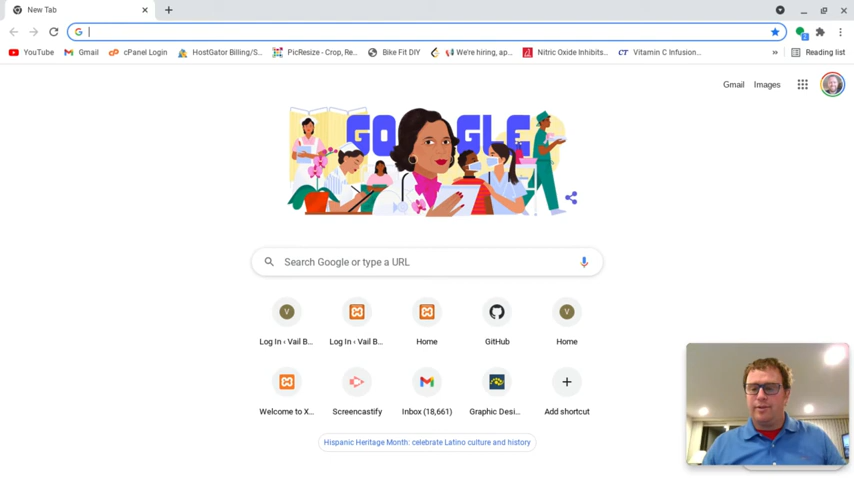 New Tab
YouTube Gmail cPanel Login HostGator Billing/S... PicResize - Crop, Re... Bike Fit DIY We're hiring, ap... Nitric Oxide Inhibits... CT Vitamin C Infusion... » Reading list
Gmail Images
GOOGLE
Search Google or type a URL
V V
Log In ‹ Vail B... Log In ‹ Vail B... Home GitHub Home
Welcome to X... Screencastify Inbox (18,661) Graphic Desi... Add shortcut
Hispanic Heritage Month: celebrate Latino culture and history